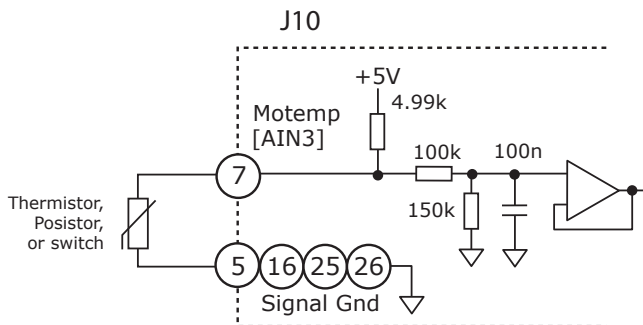 J10
+5V
4.99k
Motemp
[AIN3]
100k
100n
7
Thermistor,
Posistor,
or switch
150k
5 16 25 26
Signal Gnd